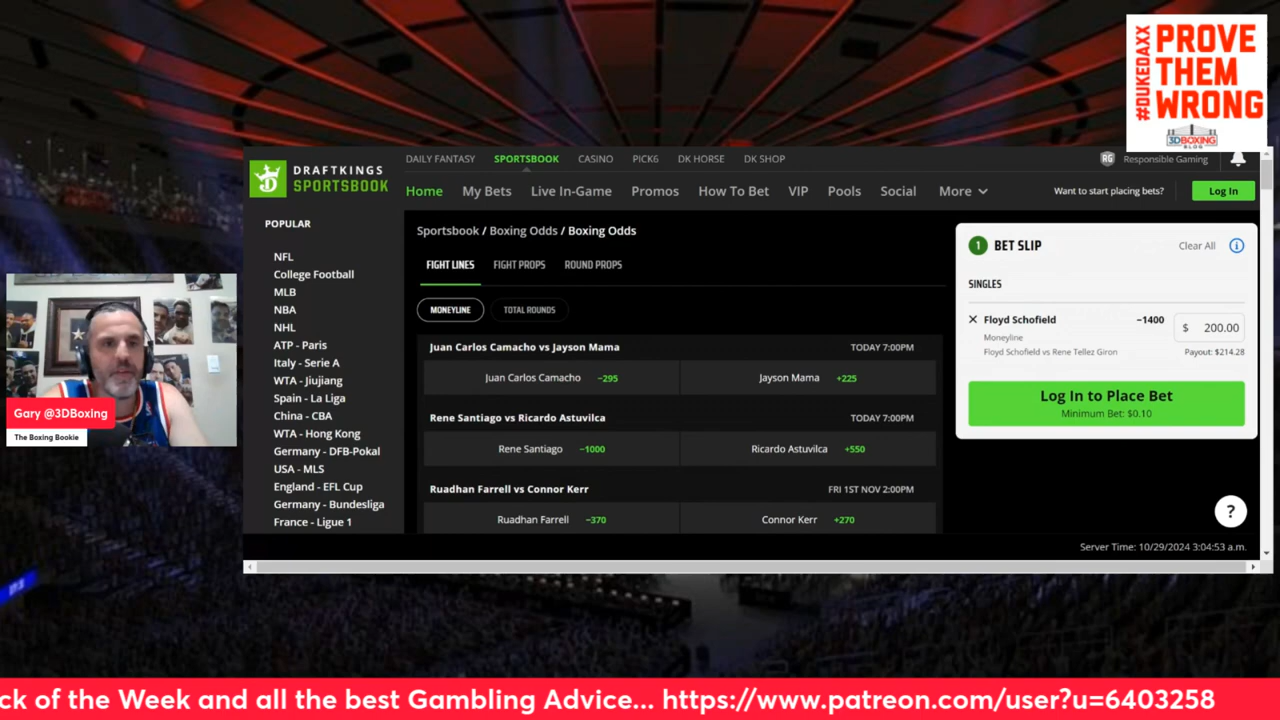 #DUKEDAXX
PROVE
THEM
WRONG
3DBOXING
BLOG
DRAFTKINGS
SPORTSBOOK
DAILY FANTASY SPORTSBOOK CASINO PICK6 DK HORSE DK SHOP
RG Responsible Gaming
Home My Bets Live In-Game Promos How To Bet VIP Pools Social More
Want to start placing bets? Log In
POPULAR
NFL
College Football
MLB
NBA
NHL
ATP - Paris
Italy - Serie A
WTA - Jiujiang
Spain - La Liga
China - CBA
WTA - Hong Kong
Germany - DFB-Pokal
USA - MLS
England - EFL Cup
Germany - Bundesliga
France - Ligue 1
Sportsbook / Boxing Odds / Boxing Odds
FIGHT LINES FIGHT PROPS ROUND PROPS
MONEYLINE TOTAL ROUNDS
Juan Carlos Camacho vs Jayson Mama TODAY 7:00PM
Juan Carlos Camacho −295 Jayson Mama +225
Rene Santiago vs Ricardo Astuvilca TODAY 7:00PM
Rene Santiago −1000 Ricardo Astuvilca +550
Ruadhan Farrell vs Connor Kerr FRI 1ST NOV 2:00PM
Ruadhan Farrell −370 Connor Kerr +270
1 BET SLIP Clear All
SINGLES
Floyd Schofield −1400 $ 200.00
Moneyline
Floyd Schofield vs Rene Tellez Giron Payout: $214.28
Log In to Place Bet
Minimum Bet: $0.10
?
Server Time: 10/29/2024 3:04:53 a.m.
Gary @3DBoxing
The Boxing Bookie
ck of the Week and all the best Gambling Advice... https://www.patreon.com/user?u=6403258